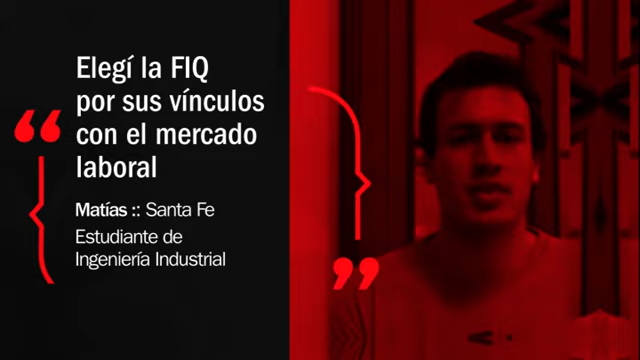 Elegí la FIQ
por sus vínculos
con el mercado
laboral
Matías :: Santa Fe
Estudiante de
Ingeniería Industrial